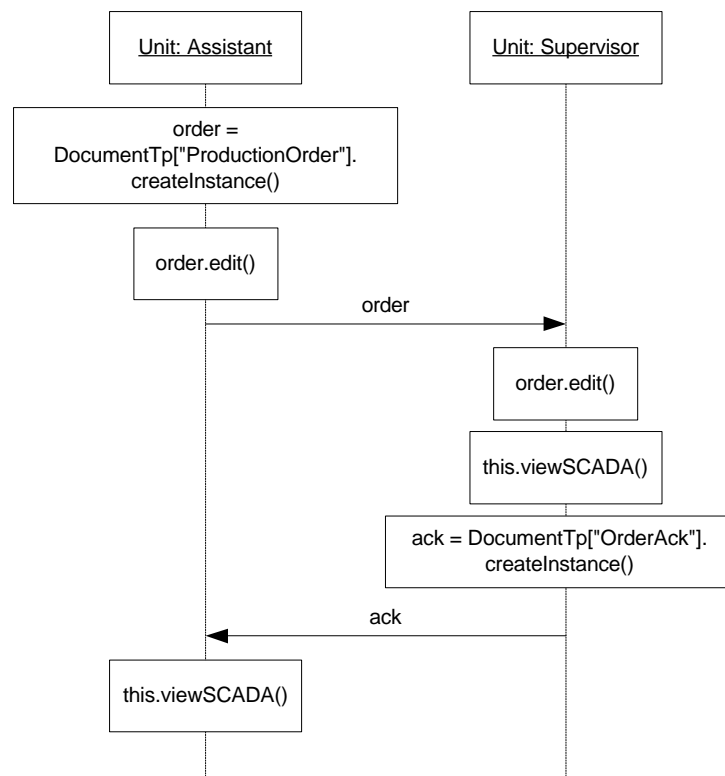 Unit: Assistant
Unit: Supervisor
order =
DocumentTp["ProductionOrder"].
createInstance()
order.edit()
order
order.edit()
this.viewSCADA()
ack = DocumentTp["OrderAck"].
createInstance()
ack
this.viewSCADA()